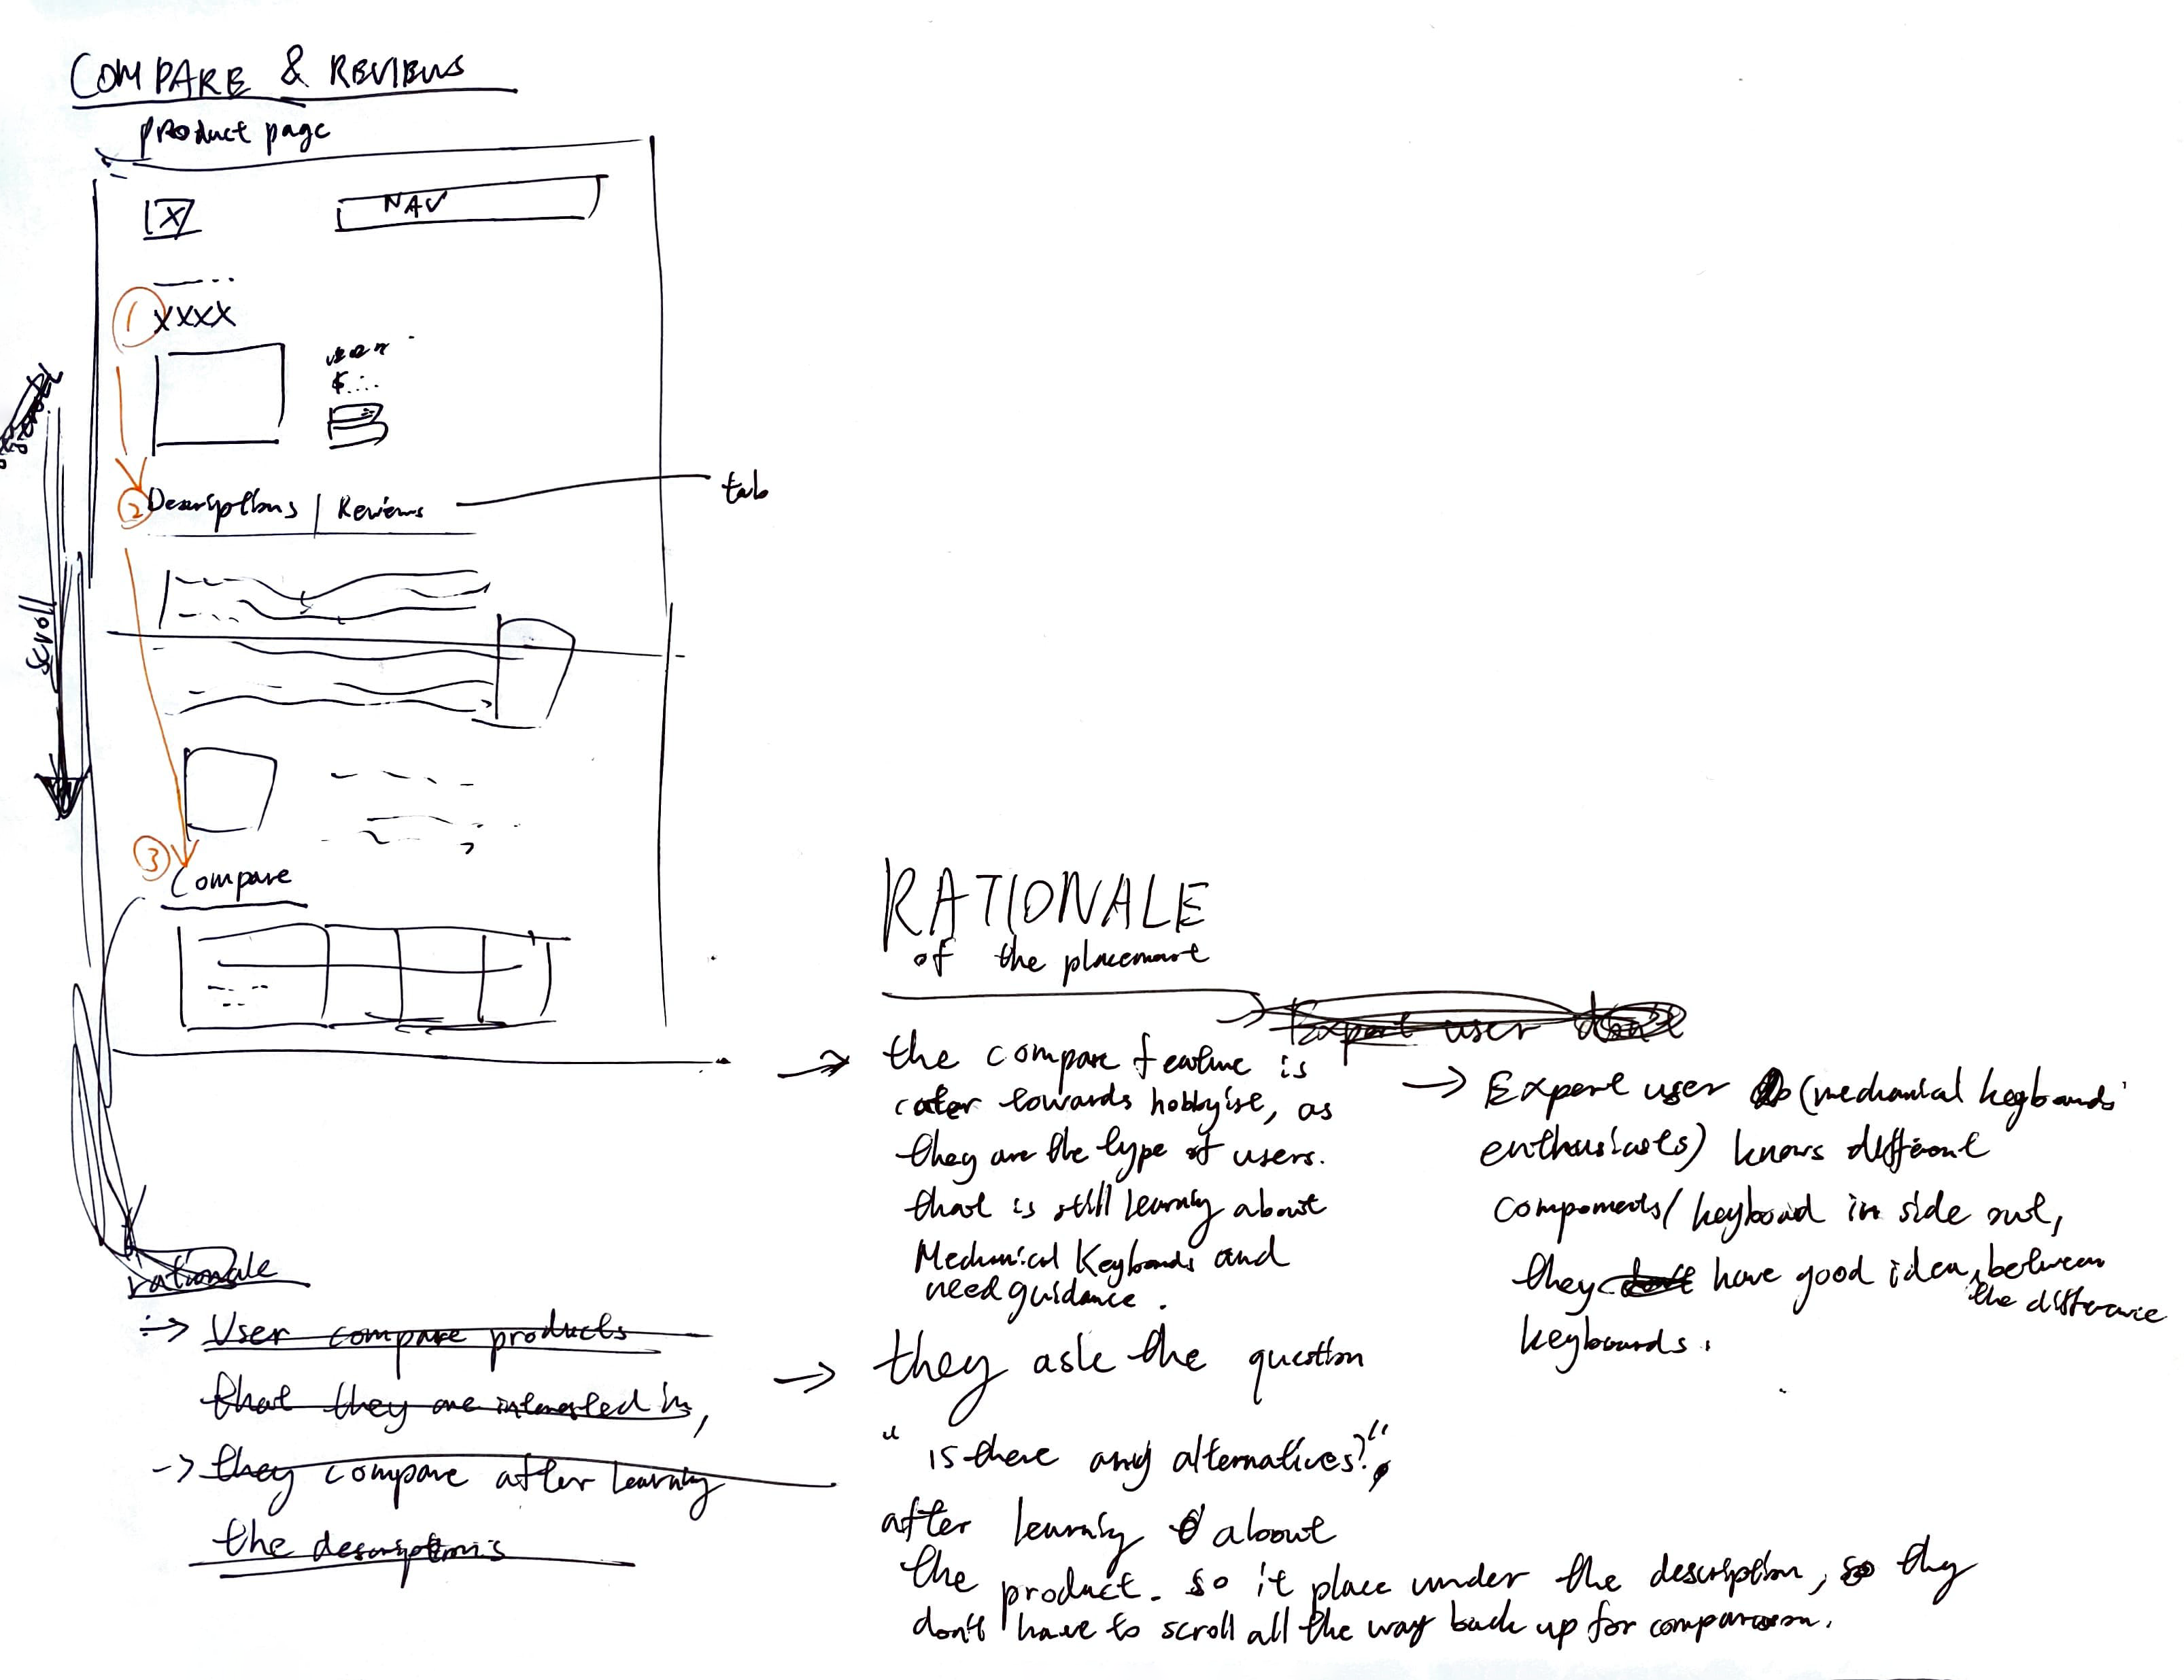 COMPARE & REVIEWS
product page
X
NAV
XXXX
1
$...
2 Descriptions | Reviews
tab
scroll
3
Compare
rationale
-> User compare products
that they are interested in,
-> they compare after learning
the descriptions
RATIONALE
of the placement
Expert user don't
-> the compare feature is
cater towards hobbyist, as
they are the type of users.
that is still learning about
Mechanical Keyboards and
need guidance.
-> they ask the question
" is there any alternatives?",
after learning about
the product. so it place under the description, so they
don't have to scroll all the way back up for comparison.
-> Expert user (mechanical keyboards
enthusiasts) knows different
components/keyboard in side out,
they don't have good idea, between
the difference
keyboards.